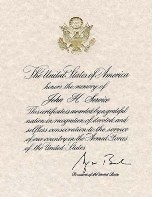 The United States of America
honors the memory of
John H. Senvico
This certificate is awarded by a grateful
nation in recognition of devoted and
selfless consecration to the service
of our country in the Armed Forces
of the United States.
President of the United States